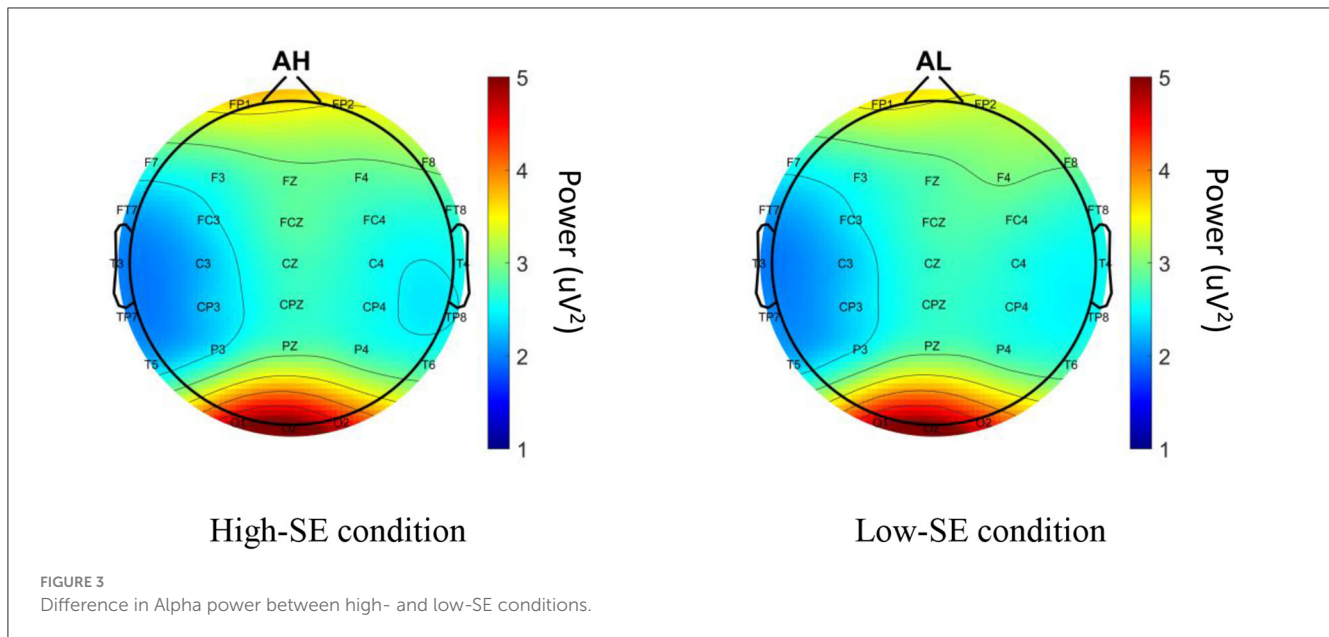 AH
FP1 FP2
F7 F8
F3 FZ F4
FT7 FT8
FC3 FCZ FC4
T3 C3 CZ C4 T4
CP3 CPZ CP4
TP7 TP8
P3 PZ P4
T5 T6
O1 OZ O2
5
4
3
2
1
Power (uV²)
High-SE condition
AL
FP1 FP2
F7 F8
F3 FZ F4
FT7 FT8
FC3 FCZ FC4
T3 C3 CZ C4 T4
CP3 CPZ CP4
TP7 TP8
P3 PZ P4
T5 T6
O1 OZ O2
5
4
3
2
1
Power (uV²)
Low-SE condition
FIGURE 3
Difference in Alpha power between high- and low-SE conditions.